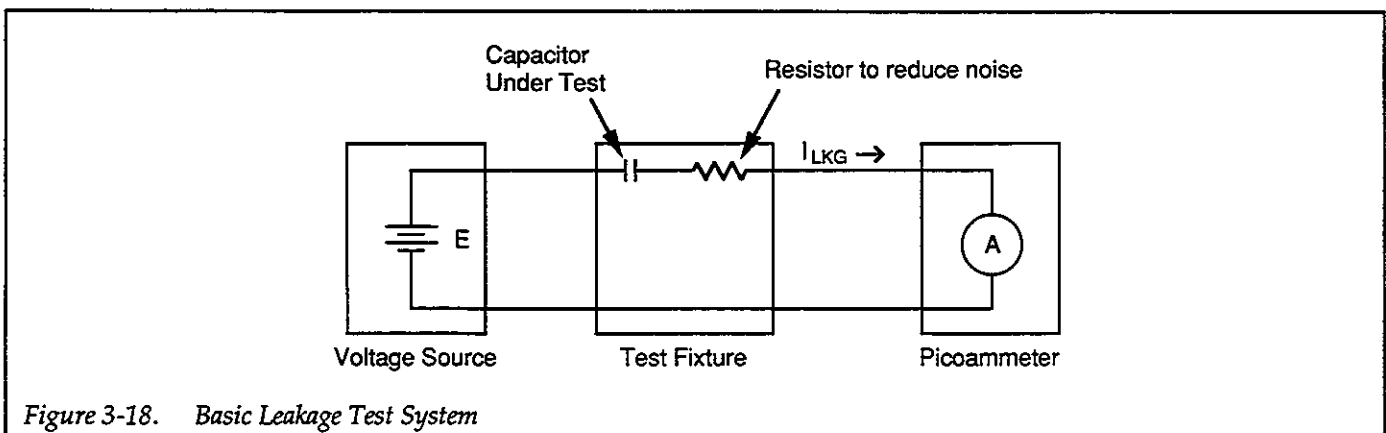 Capacitor
Under Test
Resistor to reduce noise
ILKG →
E
A
Voltage Source
Test Fixture
Picoammeter
Figure 3-18. Basic Leakage Test System